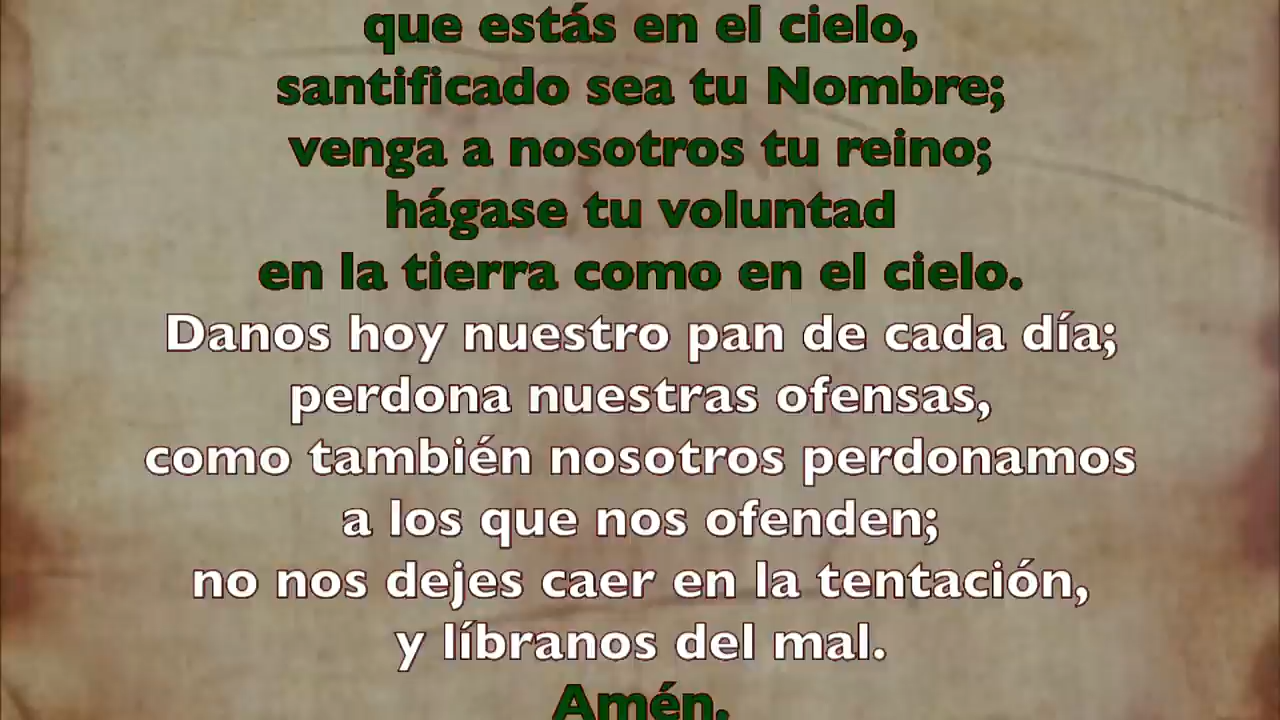 que estás en el cielo,
santificado sea tu Nombre;
venga a nosotros tu reino;
hágase tu voluntad
en la tierra como en el cielo.
Danos hoy nuestro pan de cada día;
perdona nuestras ofensas,
como también nosotros perdonamos
a los que nos ofenden;
no nos dejes caer en la tentación,
y líbranos del mal.
Amén.